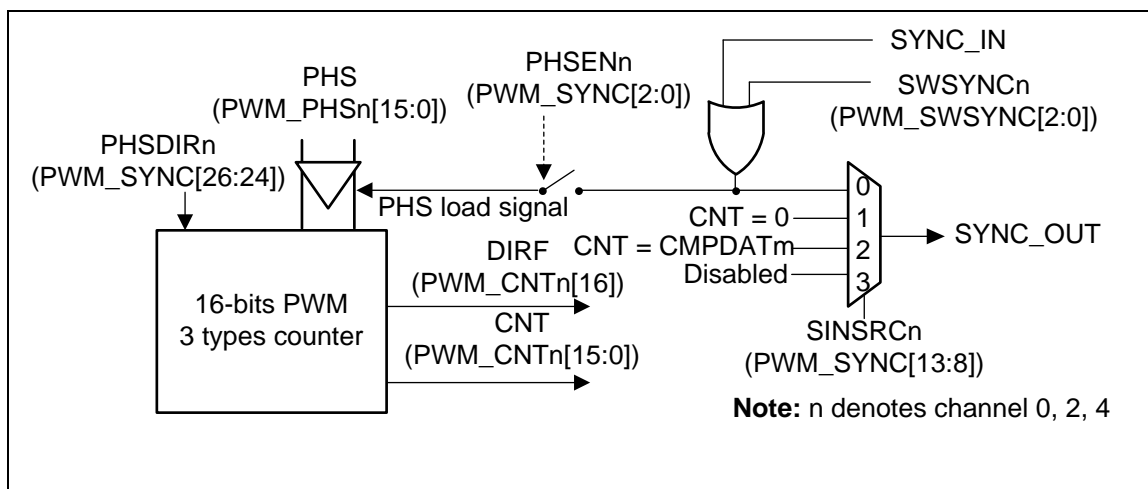 SYNC_IN
PHSENn
(PWM_SYNC[2:0])
PHS
(PWM_PHSn[15:0])
SWSYNCn
(PWM_SWSYNC[2:0])
PHSDIRn
(PWM_SYNC[26:24])
PHS load signal
0
1
2
3
CNT = 0
CNT = CMPDATm
Disabled
SYNC_OUT
DIRF
(PWM_CNTn[16])
16-bits PWM
3 types counter
CNT
(PWM_CNTn[15:0])
SINSRCn
(PWM_SYNC[13:8])
Note: n denotes channel 0, 2, 4